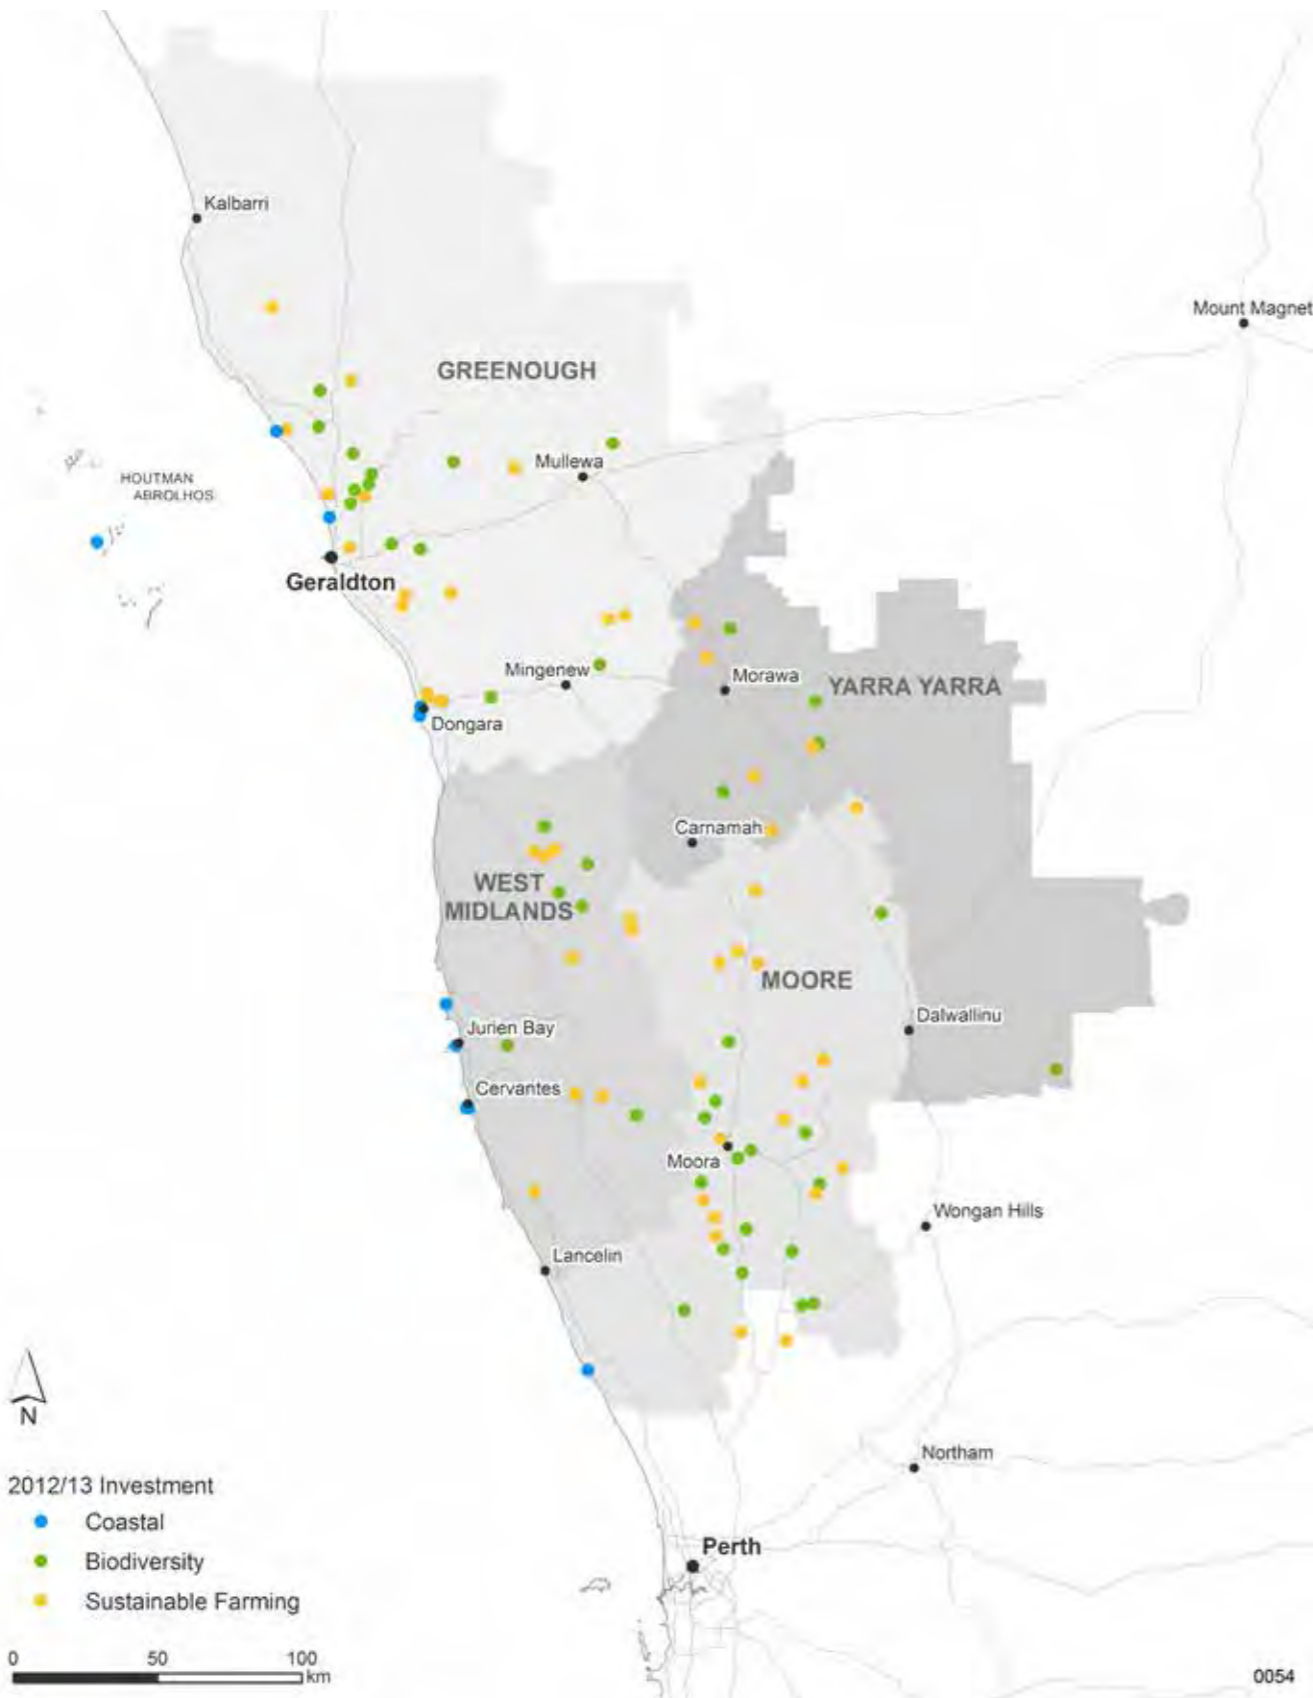 Kalbarri
Mount Magnet
GREENOUGH
Mullewa
HOUTMAN
ABROLHOS
Geraldton
Mingenew
Morawa
YARRA YARRA
Dongara
Carnamah
WEST
MIDLANDS
MOORE
Dalwallinu
Jurien Bay
Cervantes
Moora
Wongan Hills
Lancelin
N
Northam
2012/13 Investment
Coastal
Biodiversity
Sustainable Farming
Perth
0 50 100
km
0054